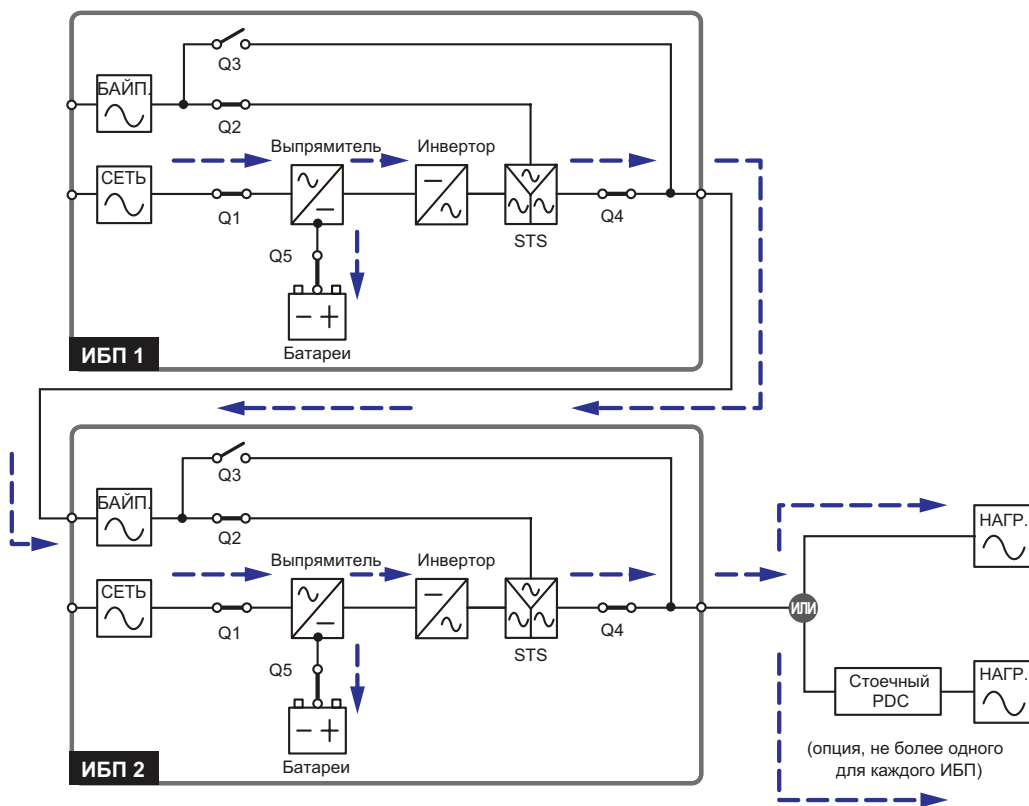 Q3
БАЙП.
Q2
Выпрямитель
Инвертор
СЕТЬ
Q1
Q4
STS
Q5
Батареи
ИБП 1
Q3
БАЙП.
Q2
НАГР.
Выпрямитель
Инвертор
СЕТЬ
ИЛИ
Q1
Q4
STS
Q5
Стоечный
PDC
НАГР.
(опция, не более одного
для каждого ИБП)
Батареи
ИБП 2